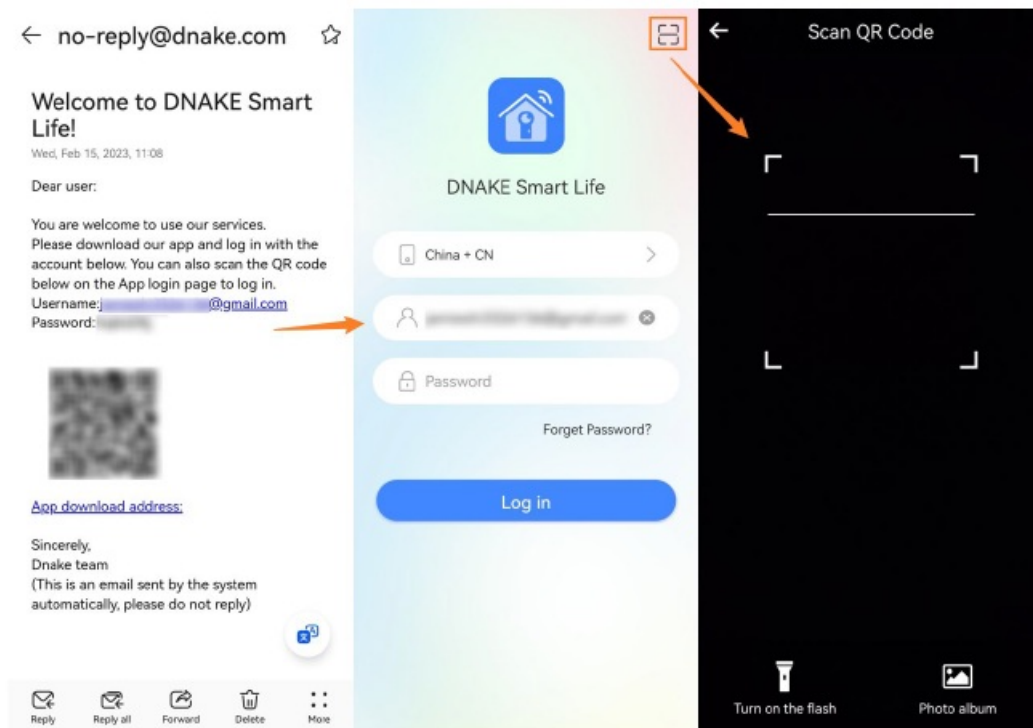 no-reply@dnake.com
Welcome to DNAKE Smart
Life!
Wed, Feb 15, 2023, 11:08
Dear user:
You are welcome to use our services.
Please download our app and log in with the
account below. You can also scan the QR code
below on the App login page to log in.
Username:
@gmail.com
Password:
App download address:
Sincerely,
Dnake team
(This is an email sent by the system
automatically, please do not reply)
Reply
Reply all
Forward
Delete
More
DNAKE Smart Life
China + CN
Password
Forget Password?
Log in
Scan QR Code
Turn on the flash
Photo album